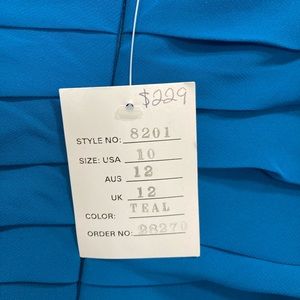 $229
STYLE NO: 8201
SIZE: USA 10
AUS 12
UK 12
COLOR: TEAL
ORDER NO: 28270